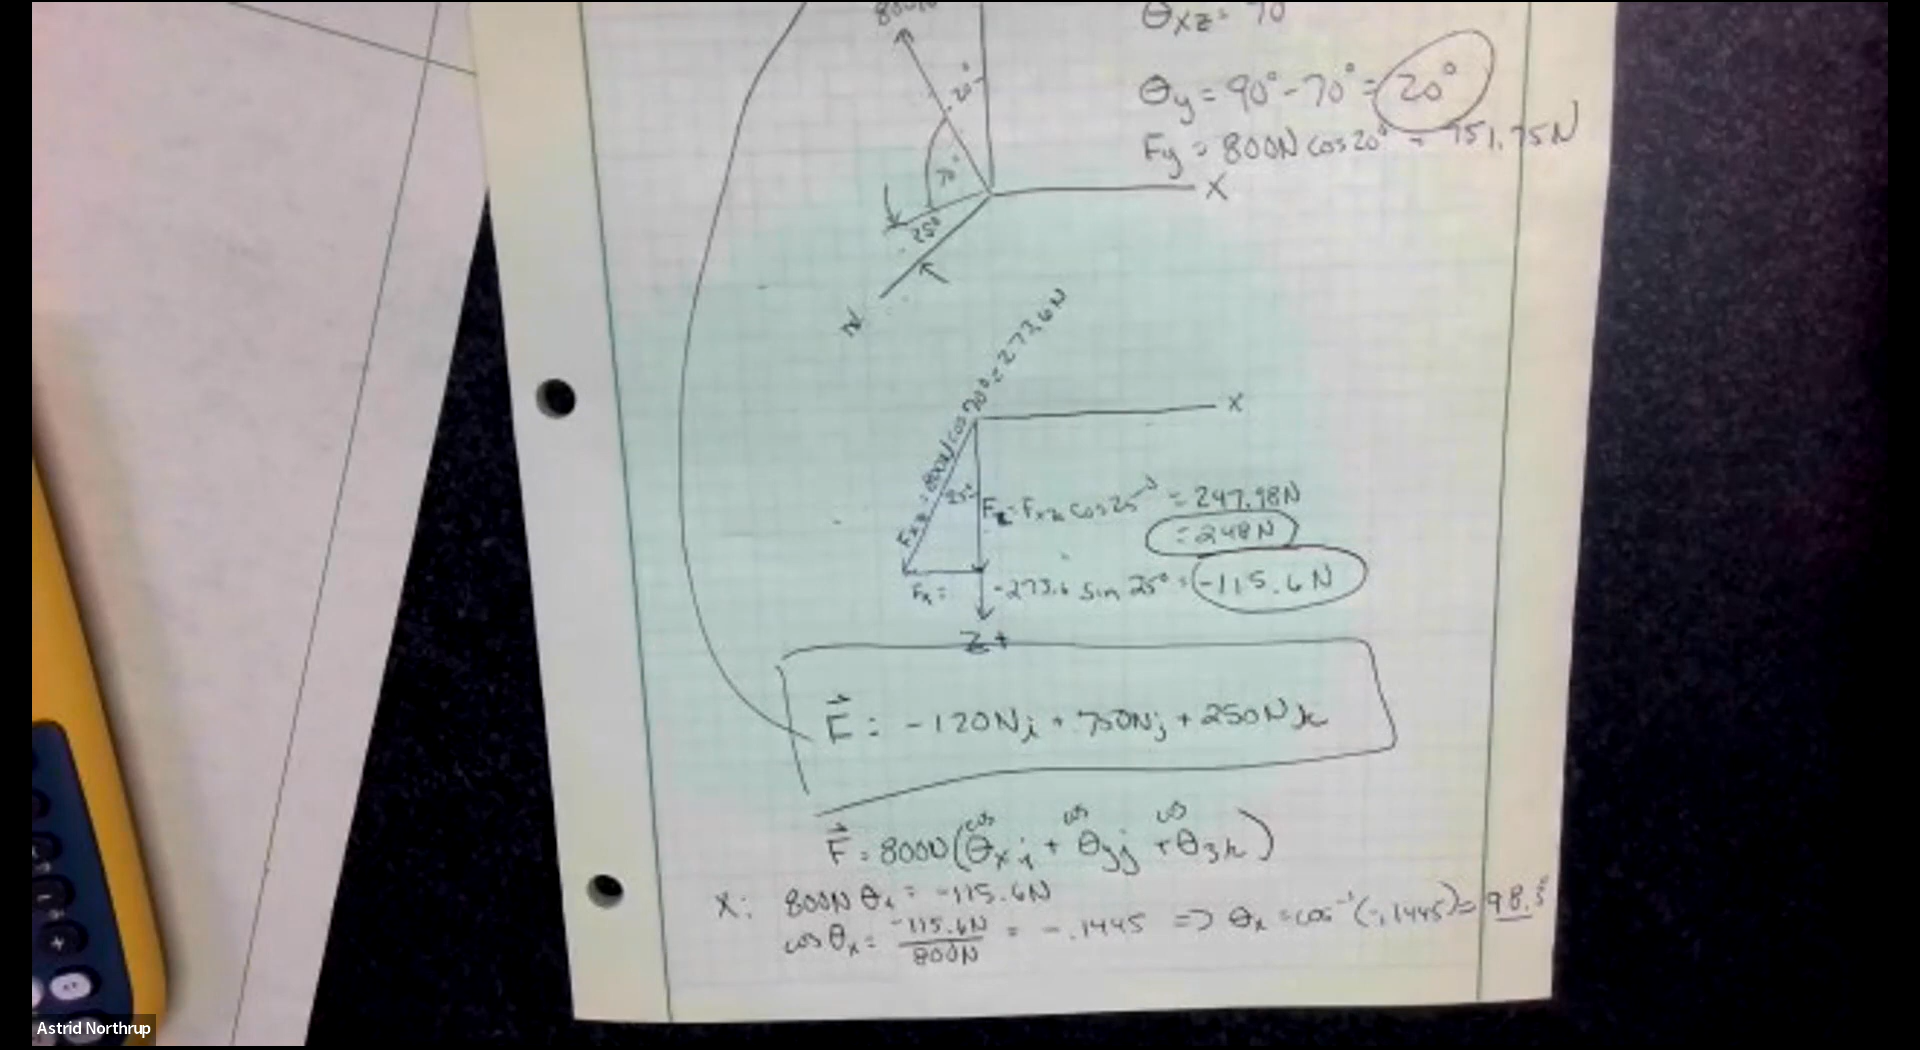 800N
θxz = 70
20°
θy = 90° - 70° = 20°
Fy = 800N cos 20° = 751.75N
70°
X
25°
Fxz = 800N cos 70° = 273.6N
X
25°
Fz = Fxz cos 25° = 247.98N
= 248N
Fx = -273.6 sin 25° = -115.6N
Z +
F = -120N i + 750N j + 250N k
F = 800N (cos θx i + cos θy j + cos θz k)
X: 800N θx = -115.6N
cos θx = -115.6N / 800N = -.1445 => θx = cos⁻¹(-.1445) = 98.3°
+
(-)
Astrid Northrup